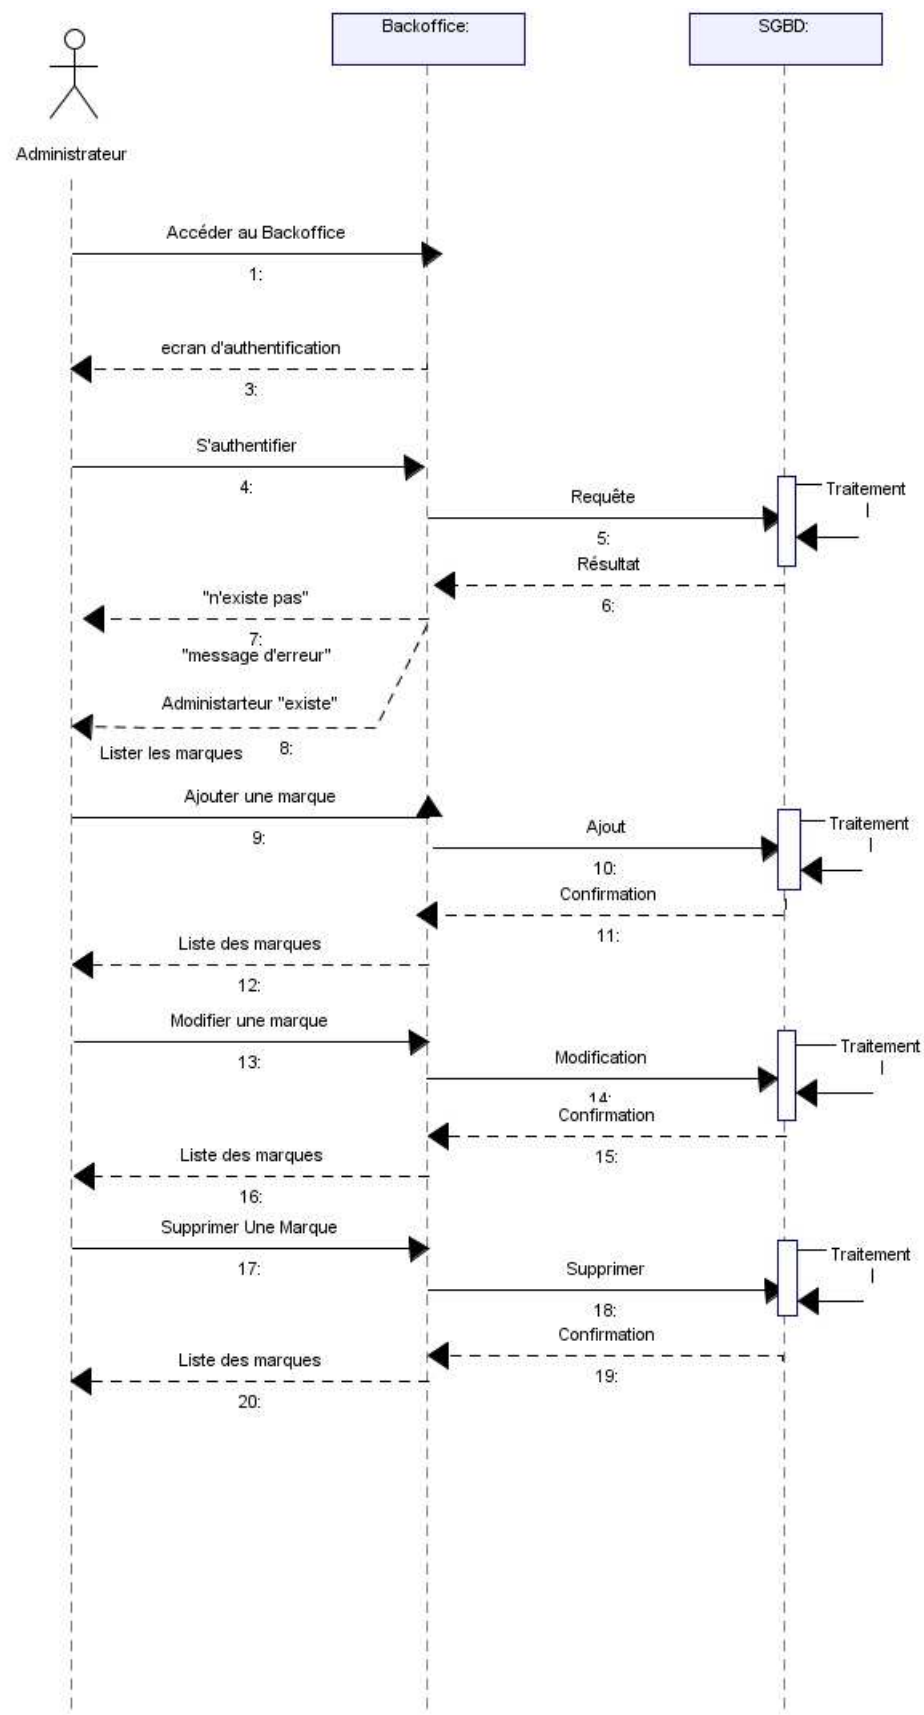 Backoffice:
SGBD:
Administrateur
Accéder au Backoffice
1:
ecran d'authentification
3:
S'authentifier
4:
Traitement
Requête
5:
Résultat
6:
"n'existe pas"
7:
"message d'erreur"
Administarteur "existe"
8:
Lister les marques
Ajouter une marque
9:
Traitement
Ajout
10:
Confirmation
11:
Liste des marques
12:
Modifier une marque
13:
Traitement
Modification
14:
Confirmation
15:
Liste des marques
16:
Supprimer Une Marque
17:
Traitement
Supprimer
18:
Confirmation
19:
Liste des marques
20: